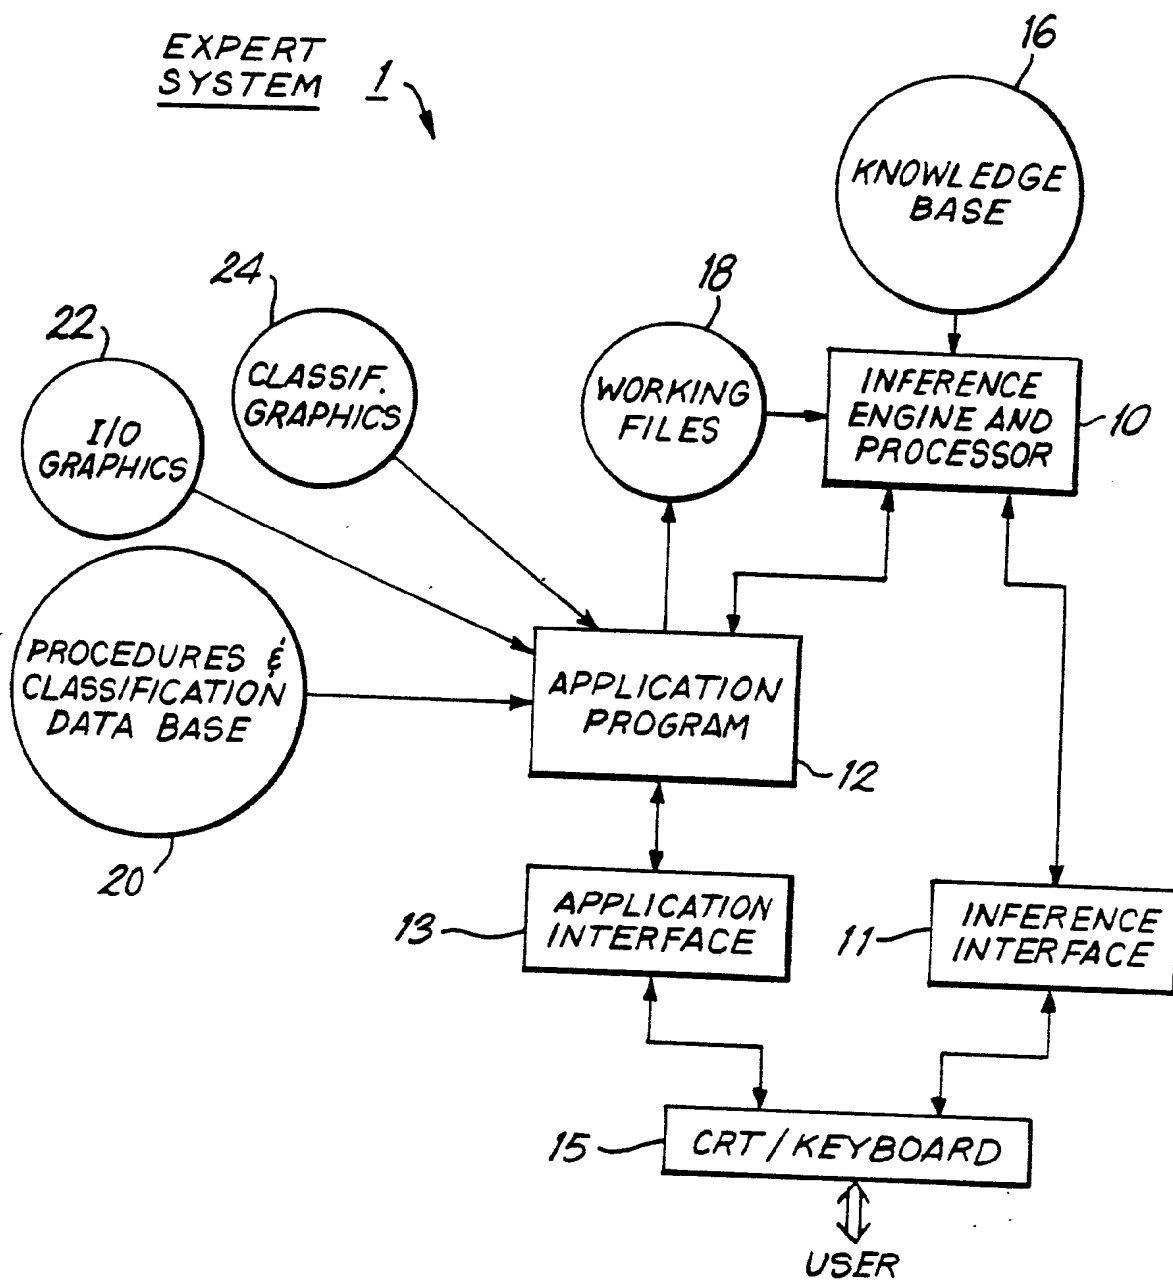 EXPERT
SYSTEM
1
16
KNOWLEDGE
BASE
24
18
22
CLASSIF.
GRAPHICS
WORKING
FILES
INFERENCE
ENGINE AND
PROCESSOR
10
I/O
GRAPHICS
PROCEDURES &
CLASSIFICATION
DATA BASE
APPLICATION
PROGRAM
12
20
13
APPLICATION
INTERFACE
11
INFERENCE
INTERFACE
15
CRT/KEYBOARD
USER